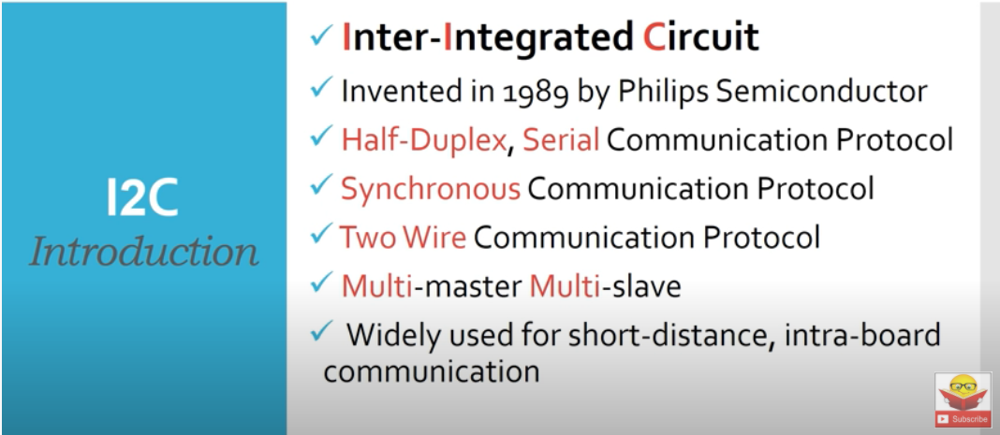 I2C
Introduction
✓ Inter-Integrated Circuit
✓ Invented in 1989 by Philips Semiconductor
✓ Half-Duplex, Serial Communication Protocol
✓ Synchronous Communication Protocol
✓ Two Wire Communication Protocol
✓ Multi-master Multi-slave
✓ Widely used for short-distance, intra-board
communication
Subscribe